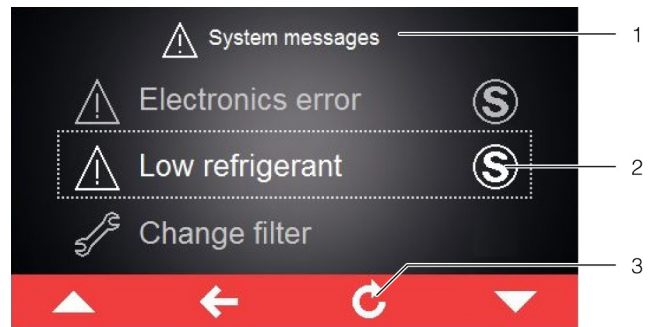 System messages
1
Electronics error
S
Low refrigerant
S
2
Change filter
3